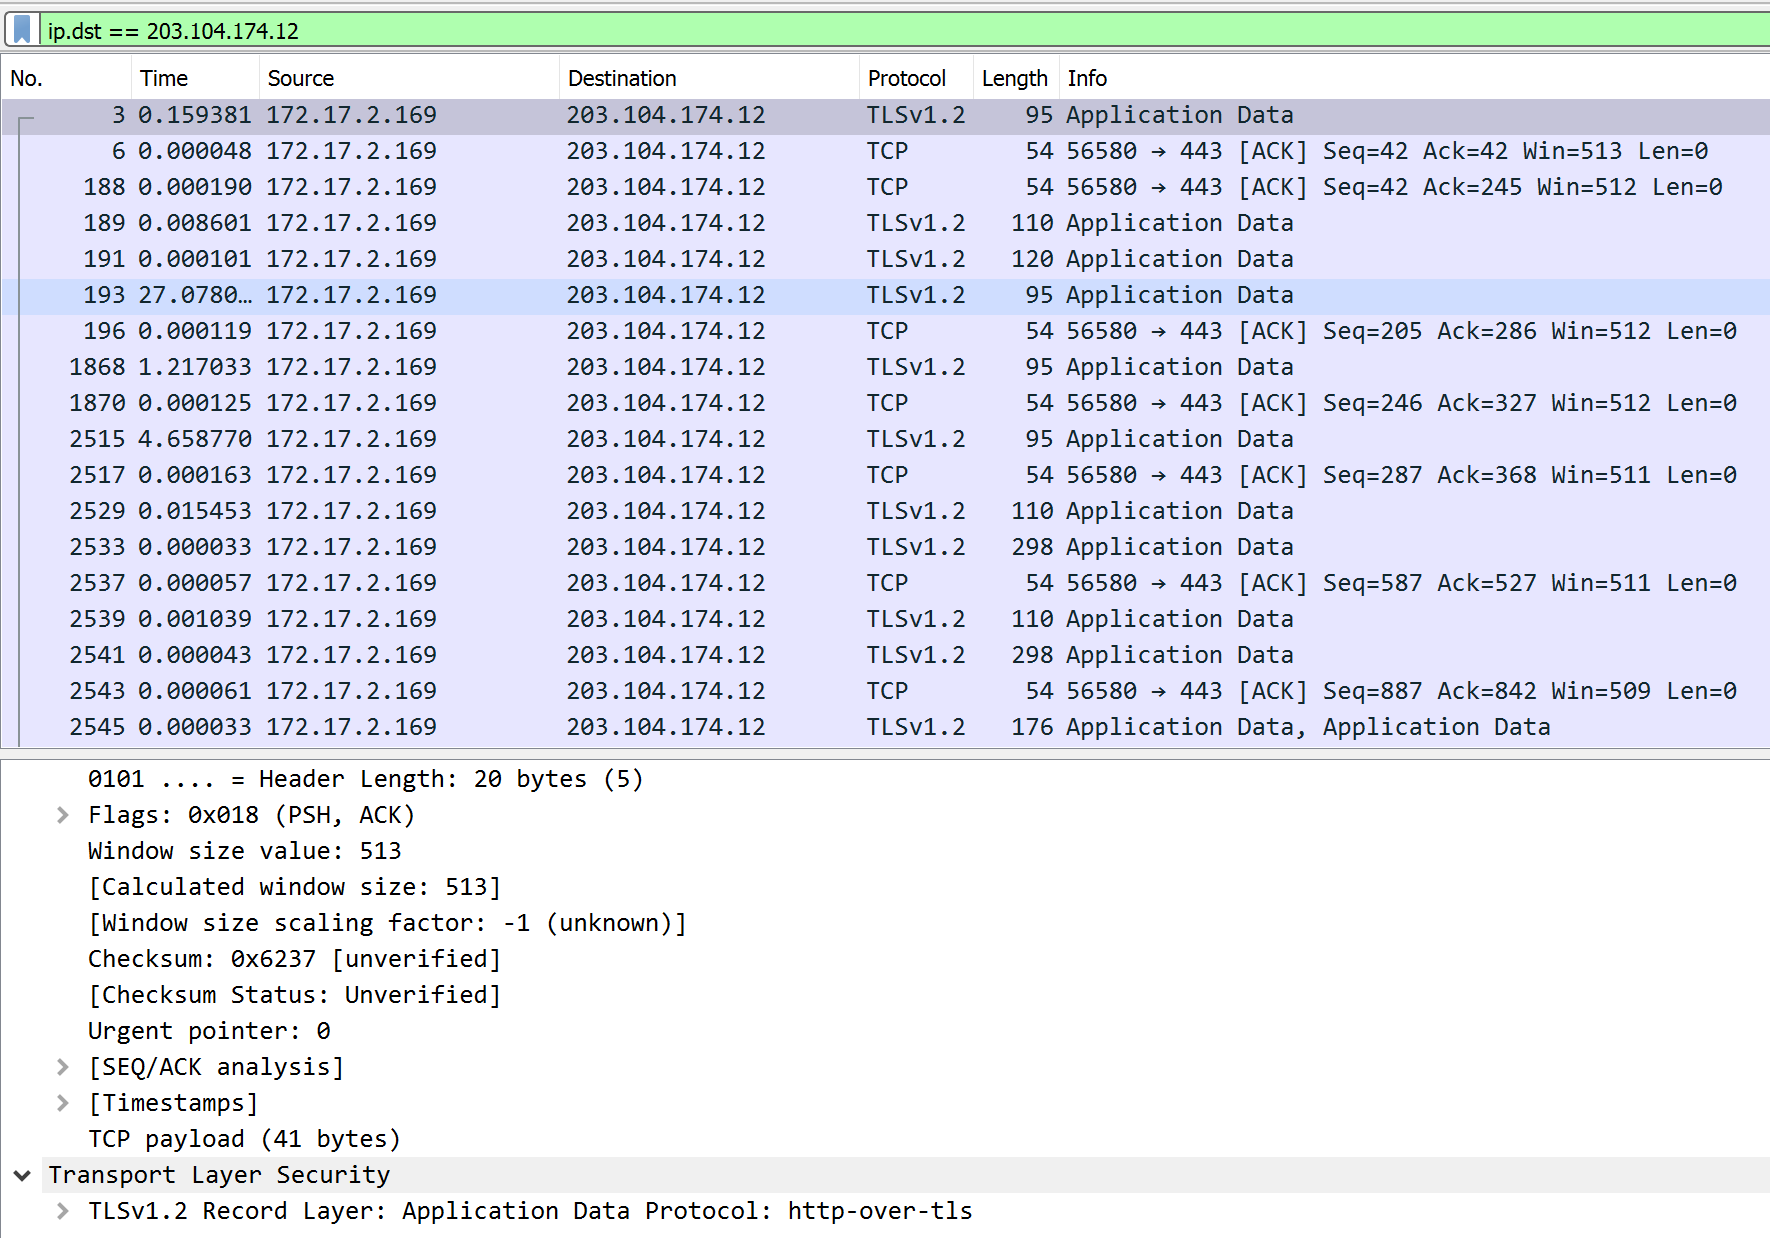 ip.dst == 203.104.174.12
No. Time Source Destination Protocol Length Info
3 0.159381 172.17.2.169 203.104.174.12 TLSv1.2 95 Application Data
6 0.000048 172.17.2.169 203.104.174.12 TCP 54 56580 → 443 [ACK] Seq=42 Ack=42 Win=513 Len=0
188 0.000190 172.17.2.169 203.104.174.12 TCP 54 56580 → 443 [ACK] Seq=42 Ack=245 Win=512 Len=0
189 0.008601 172.17.2.169 203.104.174.12 TLSv1.2 110 Application Data
191 0.000101 172.17.2.169 203.104.174.12 TLSv1.2 120 Application Data
193 27.0780… 172.17.2.169 203.104.174.12 TLSv1.2 95 Application Data
196 0.000119 172.17.2.169 203.104.174.12 TCP 54 56580 → 443 [ACK] Seq=205 Ack=286 Win=512 Len=0
1868 1.217033 172.17.2.169 203.104.174.12 TLSv1.2 95 Application Data
1870 0.000125 172.17.2.169 203.104.174.12 TCP 54 56580 → 443 [ACK] Seq=246 Ack=327 Win=512 Len=0
2515 4.658770 172.17.2.169 203.104.174.12 TLSv1.2 95 Application Data
2517 0.000163 172.17.2.169 203.104.174.12 TCP 54 56580 → 443 [ACK] Seq=287 Ack=368 Win=511 Len=0
2529 0.015453 172.17.2.169 203.104.174.12 TLSv1.2 110 Application Data
2533 0.000033 172.17.2.169 203.104.174.12 TLSv1.2 298 Application Data
2537 0.000057 172.17.2.169 203.104.174.12 TCP 54 56580 → 443 [ACK] Seq=587 Ack=527 Win=511 Len=0
2539 0.001039 172.17.2.169 203.104.174.12 TLSv1.2 110 Application Data
2541 0.000043 172.17.2.169 203.104.174.12 TLSv1.2 298 Application Data
2543 0.000061 172.17.2.169 203.104.174.12 TCP 54 56580 → 443 [ACK] Seq=887 Ack=842 Win=509 Len=0
2545 0.000033 172.17.2.169 203.104.174.12 TLSv1.2 176 Application Data, Application Data
0101 .... = Header Length: 20 bytes (5)
Flags: 0x018 (PSH, ACK)
Window size value: 513
[Calculated window size: 513]
[Window size scaling factor: -1 (unknown)]
Checksum: 0x6237 [unverified]
[Checksum Status: Unverified]
Urgent pointer: 0
[SEQ/ACK analysis]
[Timestamps]
TCP payload (41 bytes)
Transport Layer Security
TLSv1.2 Record Layer: Application Data Protocol: http-over-tls